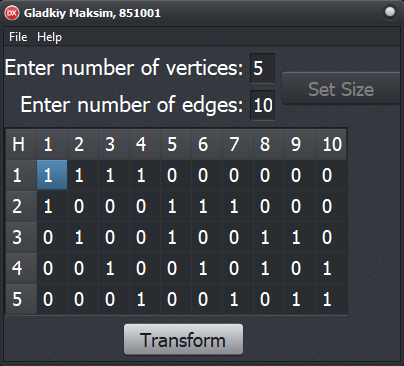 DX Gladkiy Maksim, 851001
File Help
Enter number of vertices: 5
Set Size
Enter number of edges: 10
H 1 2 3 4 5 6 7 8 9 10
1 1 1 1 1 0 0 0 0 0 0
2 1 0 0 0 1 1 1 0 0 0
3 0 1 0 0 1 0 0 1 1 0
4 0 0 1 0 0 1 0 1 0 1
5 0 0 0 1 0 0 1 0 1 1
Transform